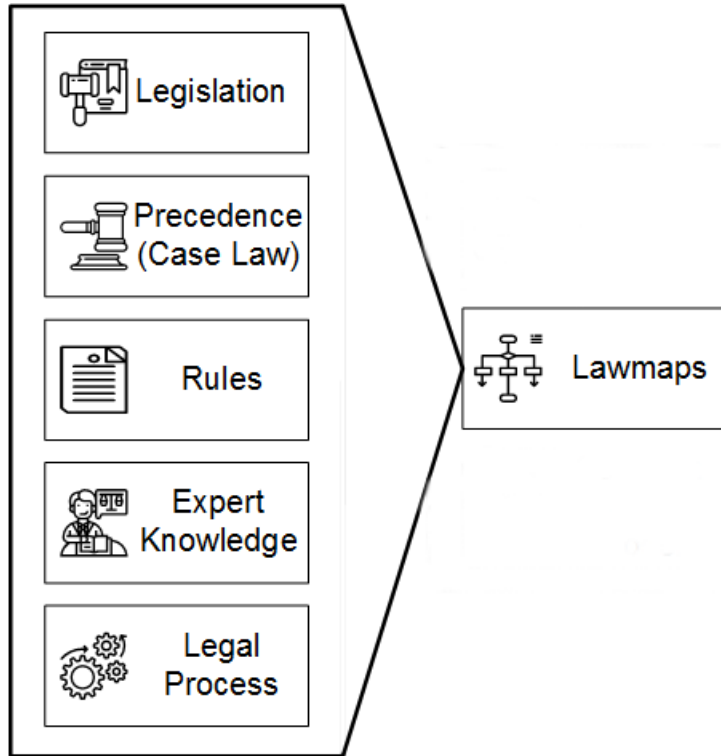 Legislation
Precedence
(Case Law)
Rules
Expert
Knowledge
Legal
Process
Lawmaps